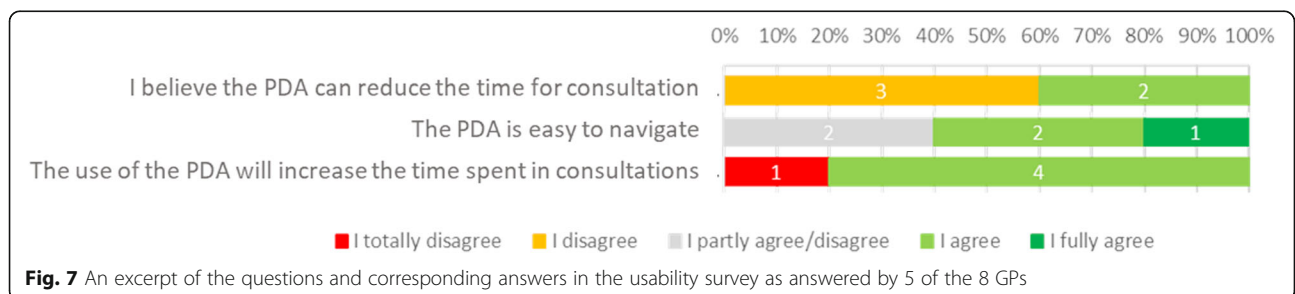 0% 10% 20% 30% 40% 50% 60% 70% 80% 90% 100%
I believe the PDA can reduce the time for consultation 3 2
The PDA is easy to navigate 2 2 1
The use of the PDA will increase the time spent in consultations 1 4
I totally disagree I disagree I partly agree/disagree I agree I fully agree
Fig. 7 An excerpt of the questions and corresponding answers in the usability survey as answered by 5 of the 8 GPs